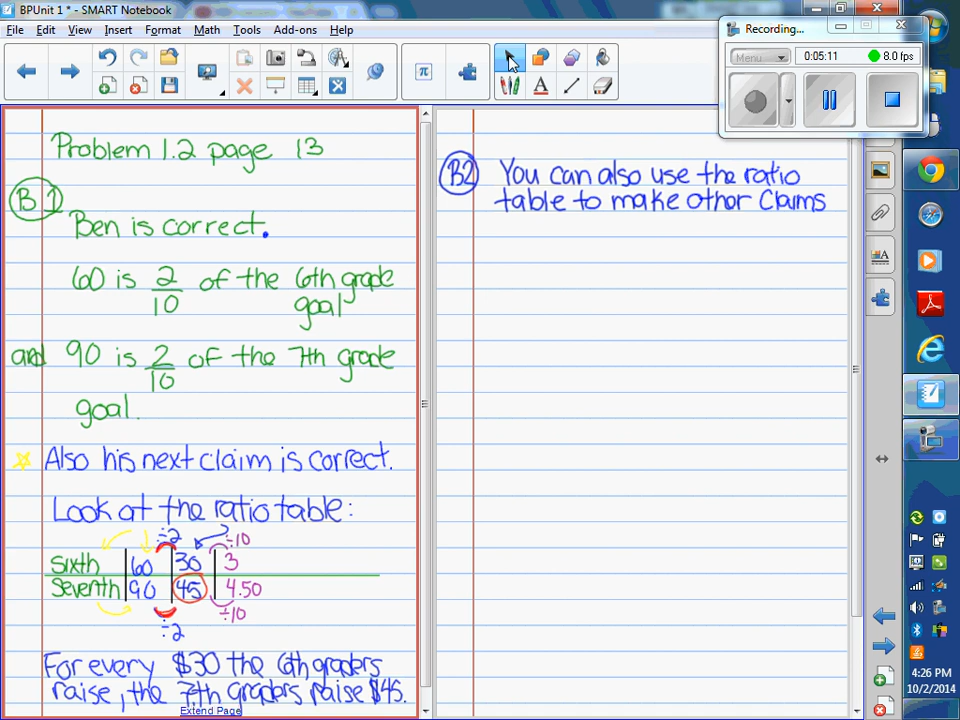 BPUnit 1 * - SMART Notebook
File Edit View Insert Format Math Tools Add-ons Help
Recording...
Menu
0:05:11
8.0 fps
Problem 1.2 page 13
B 1
Ben is correct.
60 is 2/10 of the 6th grade
goal
and 90 is 2/10 of the 7th grade
goal.
Also his next claim is correct.
Look at the ratio table:
÷2 ÷10
Sixth 60 30 3
Seventh 90 45 4.50
÷2 ÷10
For every $30 the 6th graders
raise, the 7th graders raise $45.
Extend Page
B2 You can also use the ratio
table to make other claims
4:26 PM
10/2/2014